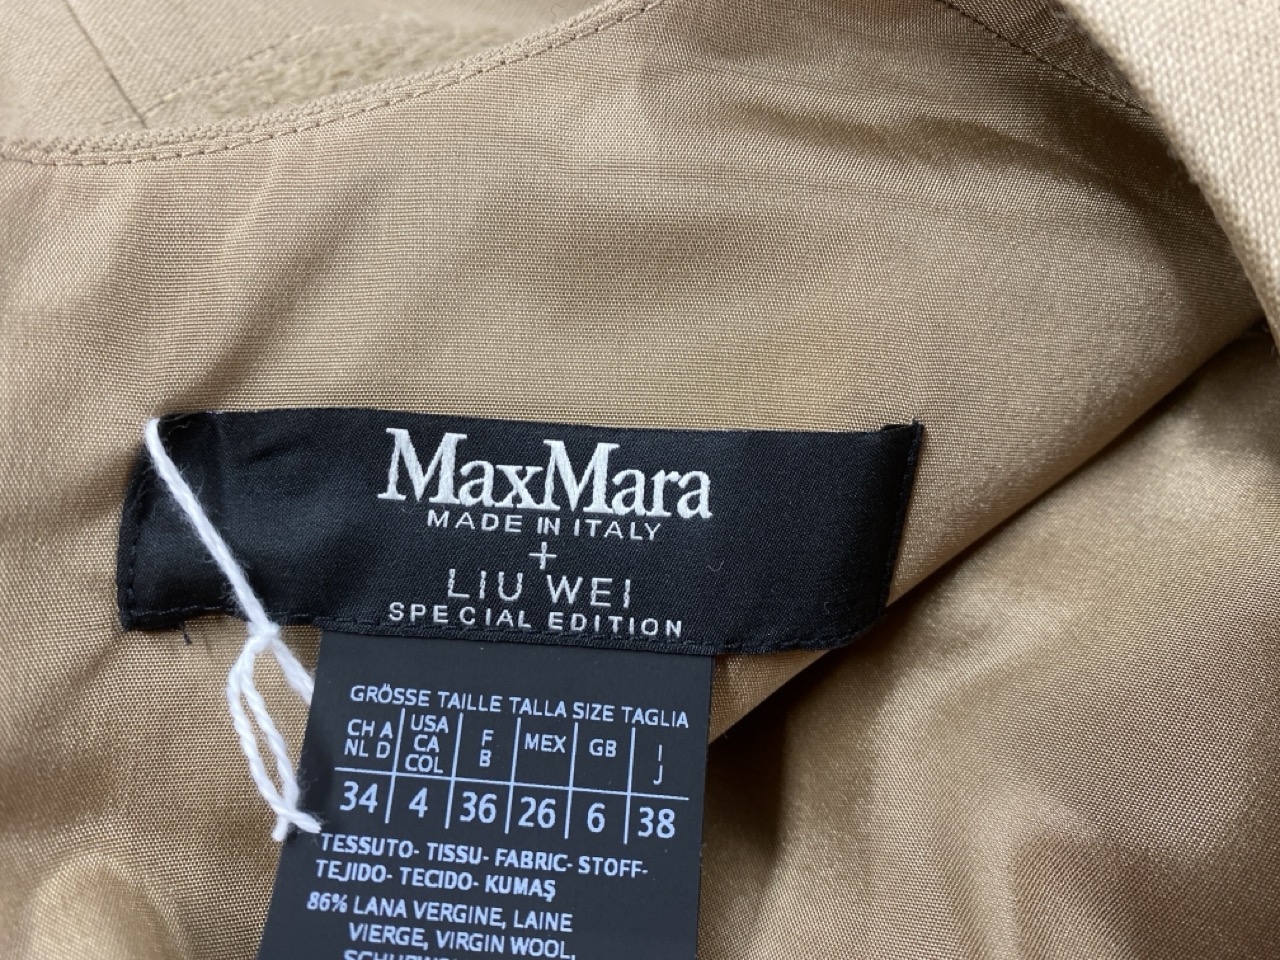 MaxMara
MADE IN ITALY
+
LIU WEI
SPECIAL EDITION
GRÖSSE TAILLE TALLA SIZE TAGLIA
CH A NL D USA CA COL F B MEX GB I J
34 4 36 26 6 38
TESSUTO- TISSU- FABRIC- STOFF-
TEJIDO- TECIDO- KUMAŞ
86% LANA VERGINE, LAINE
VIERGE, VIRGIN WOOL,